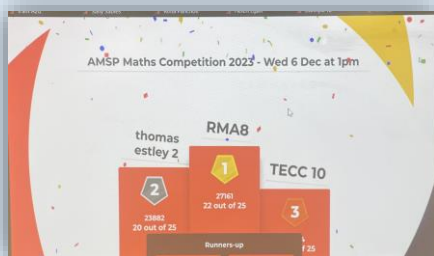 AMSP Maths Competition 2023 - Wed 6 Dec at 1pm
RMA8
thomas
estley 2
TECC 10
1
27161
22 out of 25
2
23882
20 out of 25
3
f 25
Runners-up